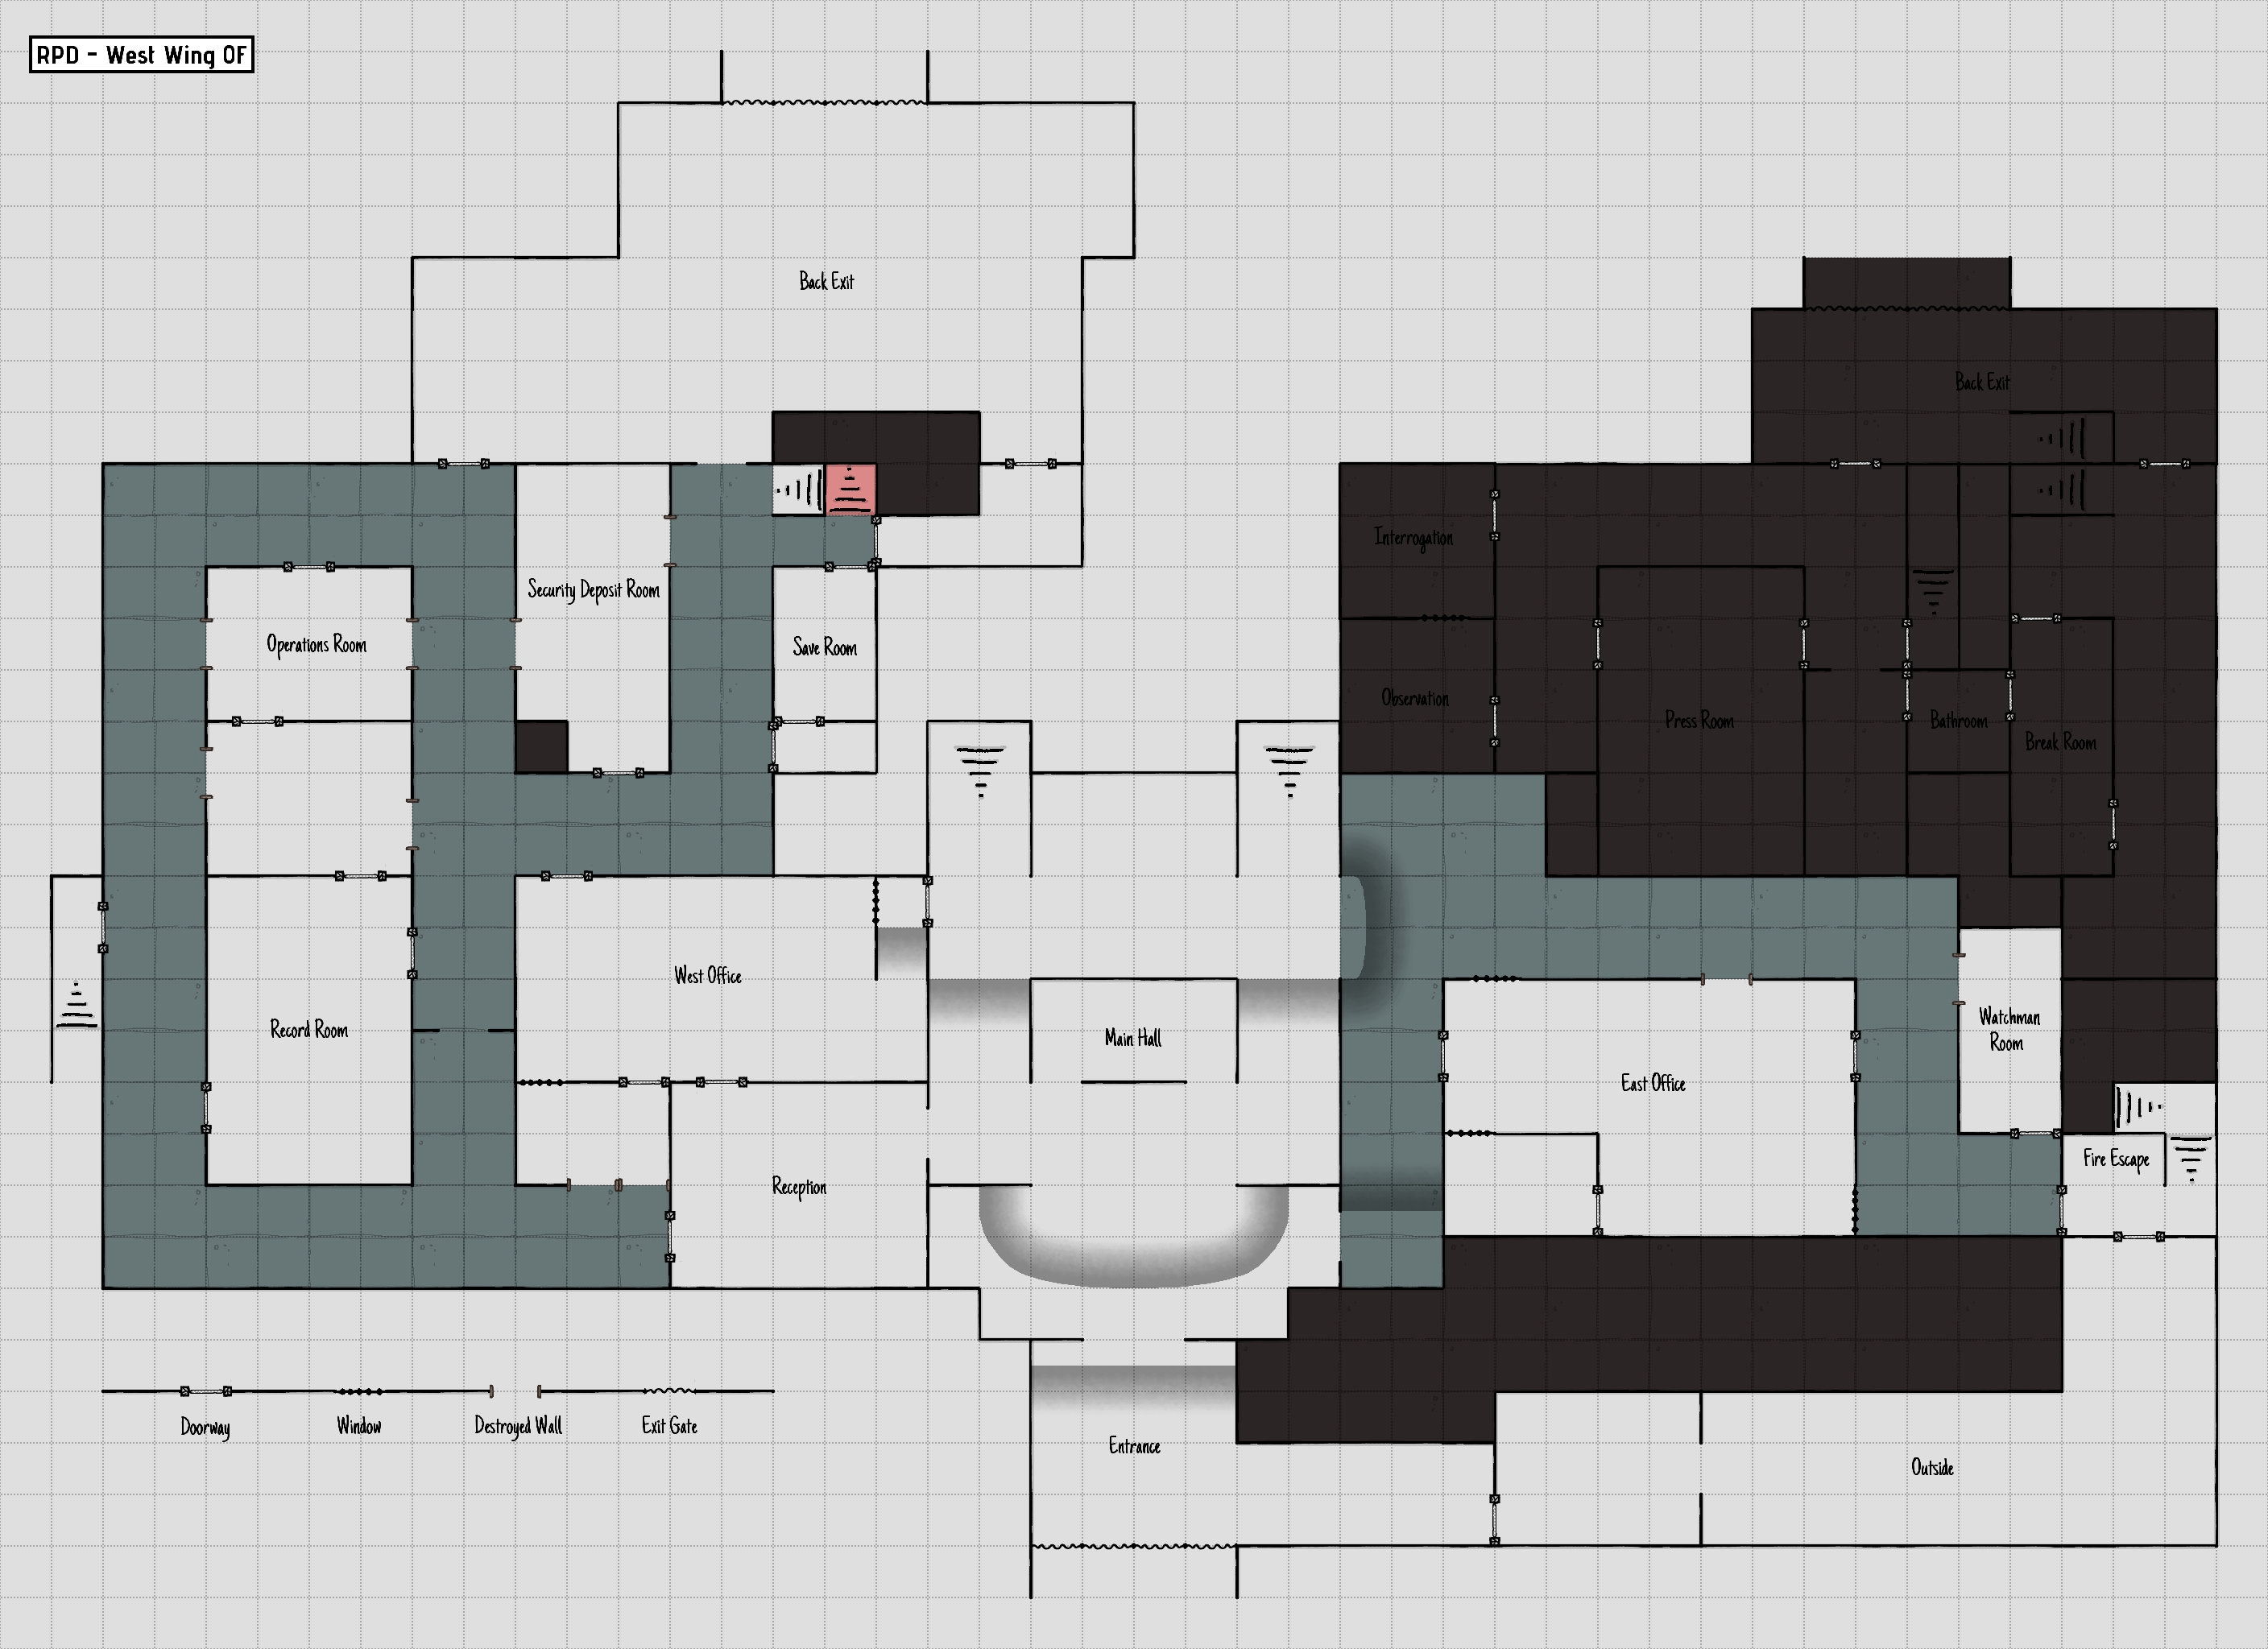 RPD - West Wing OF
Back Exit
Back Exit
Interrogation
Security Deposit Room
Operations Room
Save Room
Observation
Press Room
Bathroom
Break Room
West Office
Record Room
Main Hall
Watchman
Room
East Office
Fire Escape
Reception
Doorway
Window
Destroyed Wall
Exit Gate
Entrance
Outside